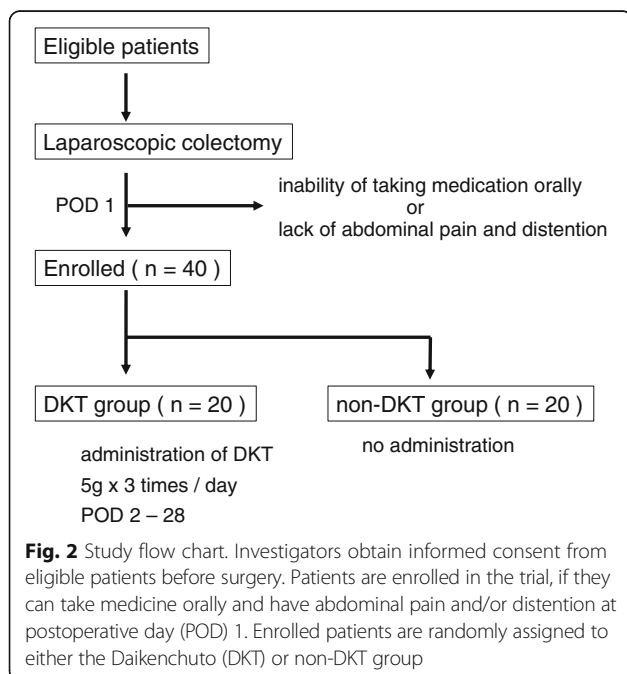 Eligible patients
Laparoscopic colectomy
POD 1
inability of taking medication orally
or
lack of abdominal pain and distention
Enrolled ( n = 40 )
DKT group ( n = 20 )
non-DKT group ( n = 20 )
administration of DKT
5g x 3 times / day
POD 2 – 28
no administration
Fig. 2 Study flow chart. Investigators obtain informed consent from
eligible patients before surgery. Patients are enrolled in the trial, if they
can take medicine orally and have abdominal pain and/or distention at
postoperative day (POD) 1. Enrolled patients are randomly assigned to
either the Daikenchuto (DKT) or non-DKT group